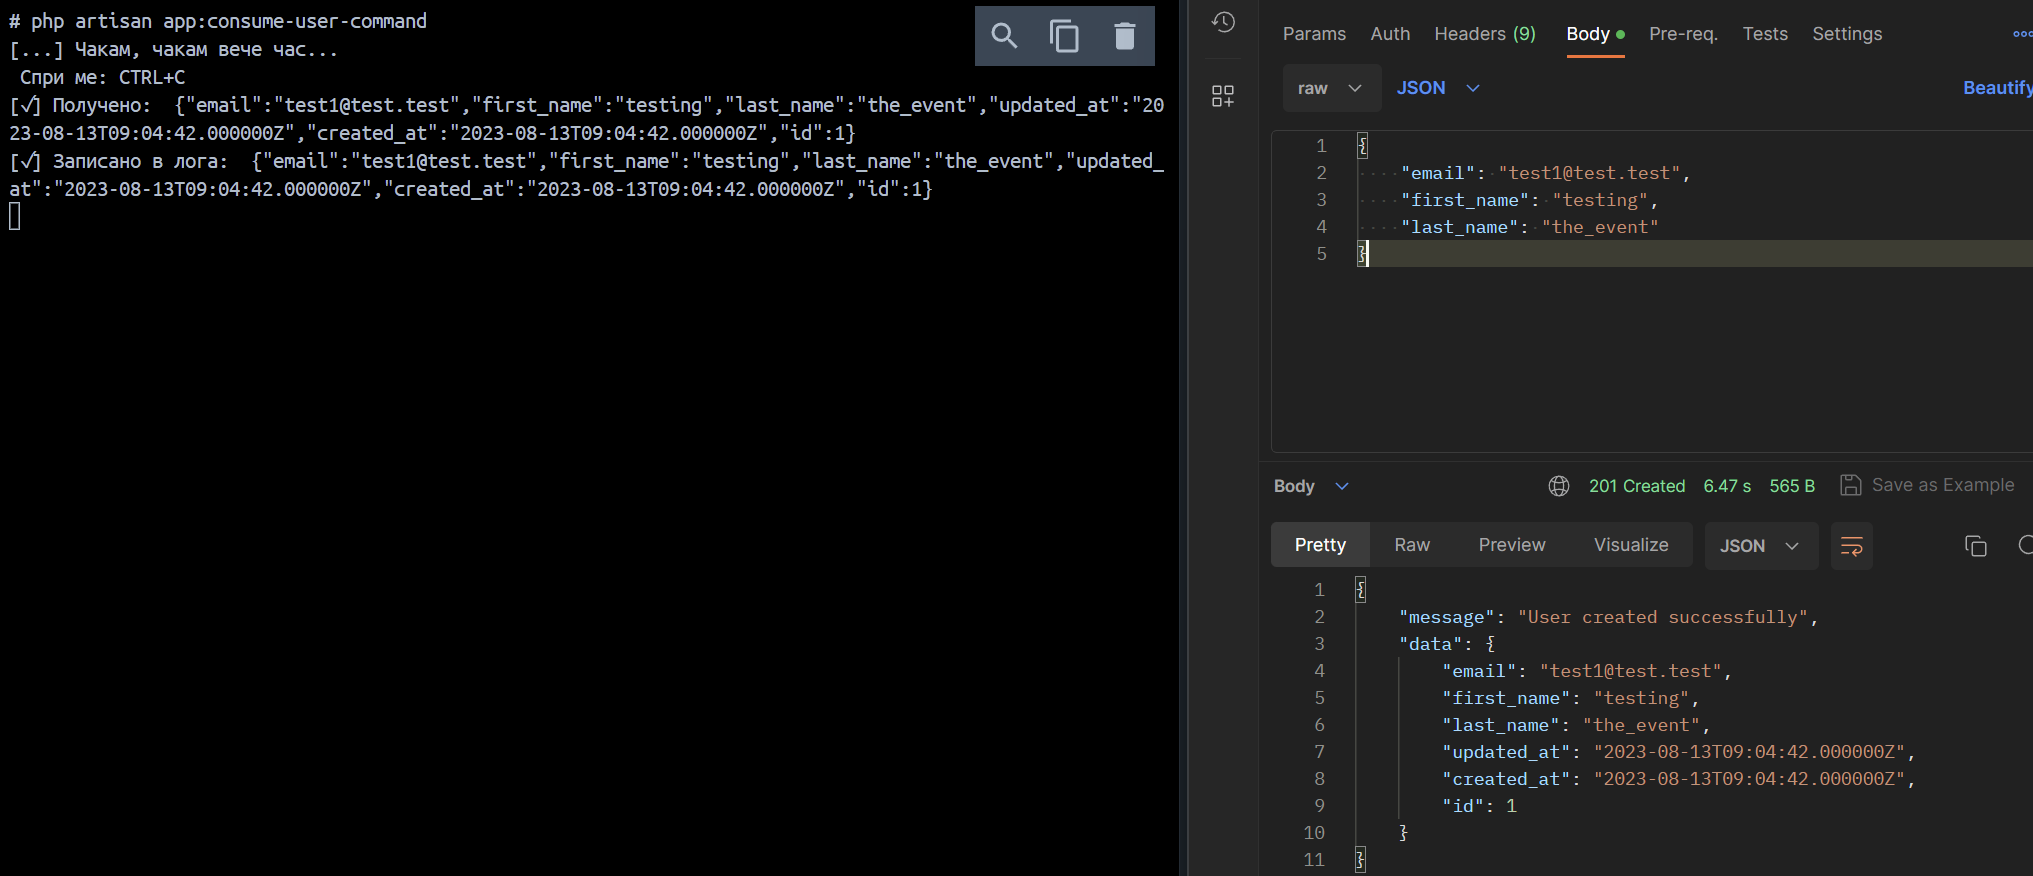 # php artisan app:consume-user-command
[...] Чакам, чакам вече час...
 Спри ме: CTRL+C
[✓] Получено:  {"email":"test1@test.test","first_name":"testing","last_name":"the_event","updated_at":"20
23-08-13T09:04:42.000000Z","created_at":"2023-08-13T09:04:42.000000Z","id":1}
[✓] Записано в лога:  {"email":"test1@test.test","first_name":"testing","last_name":"the_event","updated_
at":"2023-08-13T09:04:42.000000Z","created_at":"2023-08-13T09:04:42.000000Z","id":1}
Params Auth Headers (9) Body Pre-req. Tests Settings
raw JSON Beautify
1 {
2 "email": "test1@test.test",
3 "first_name": "testing",
4 "last_name": "the_event"
5 }
Body 201 Created 6.47 s 565 B Save as Example
Pretty Raw Preview Visualize JSON
1 {
2 "message": "User created successfully",
3 "data": {
4 "email": "test1@test.test",
5 "first_name": "testing",
6 "last_name": "the_event",
7 "updated_at": "2023-08-13T09:04:42.000000Z",
8 "created_at": "2023-08-13T09:04:42.000000Z",
9 "id": 1
10 }
11 }